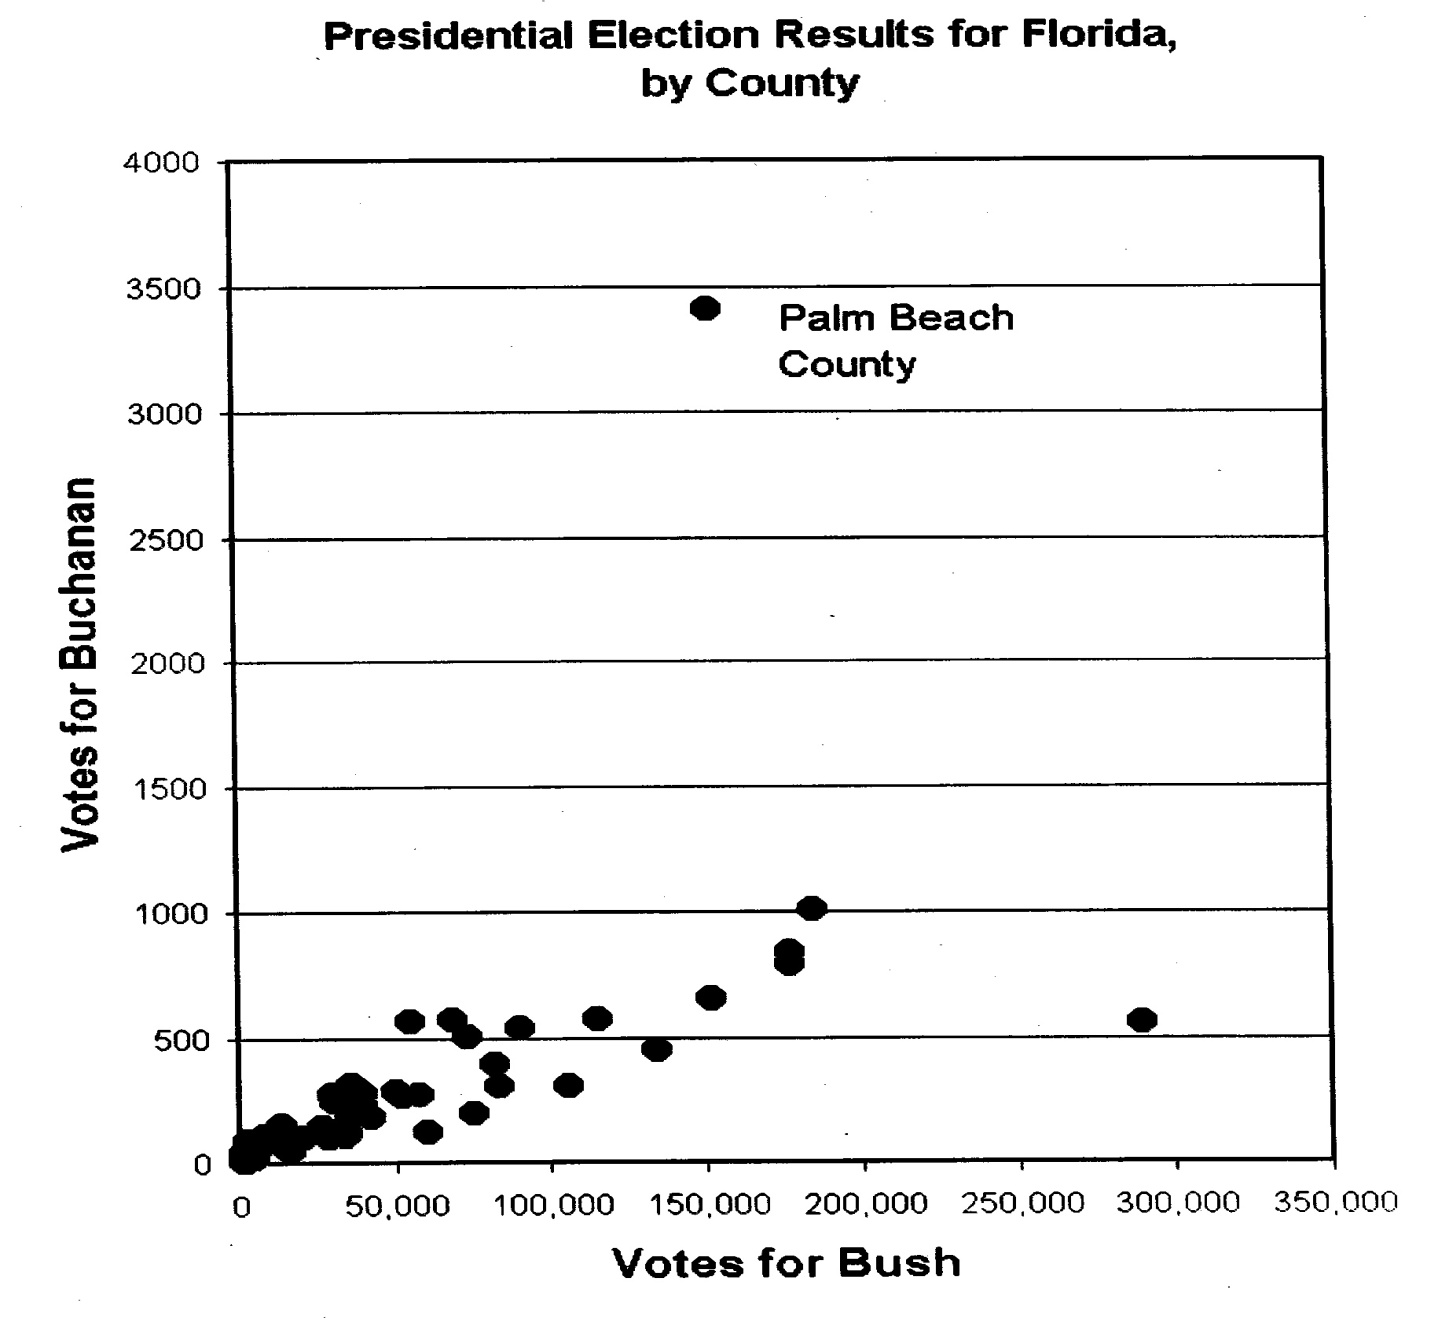 Presidential Election Results for Florida,
by County
4000
3500
3000
2500
2000
1500
1000
500
0
Palm Beach
County
Votes for Buchanan
0
50,000
100,000
150,000
200,000
250,000
300,000
350,000
Votes for Bush